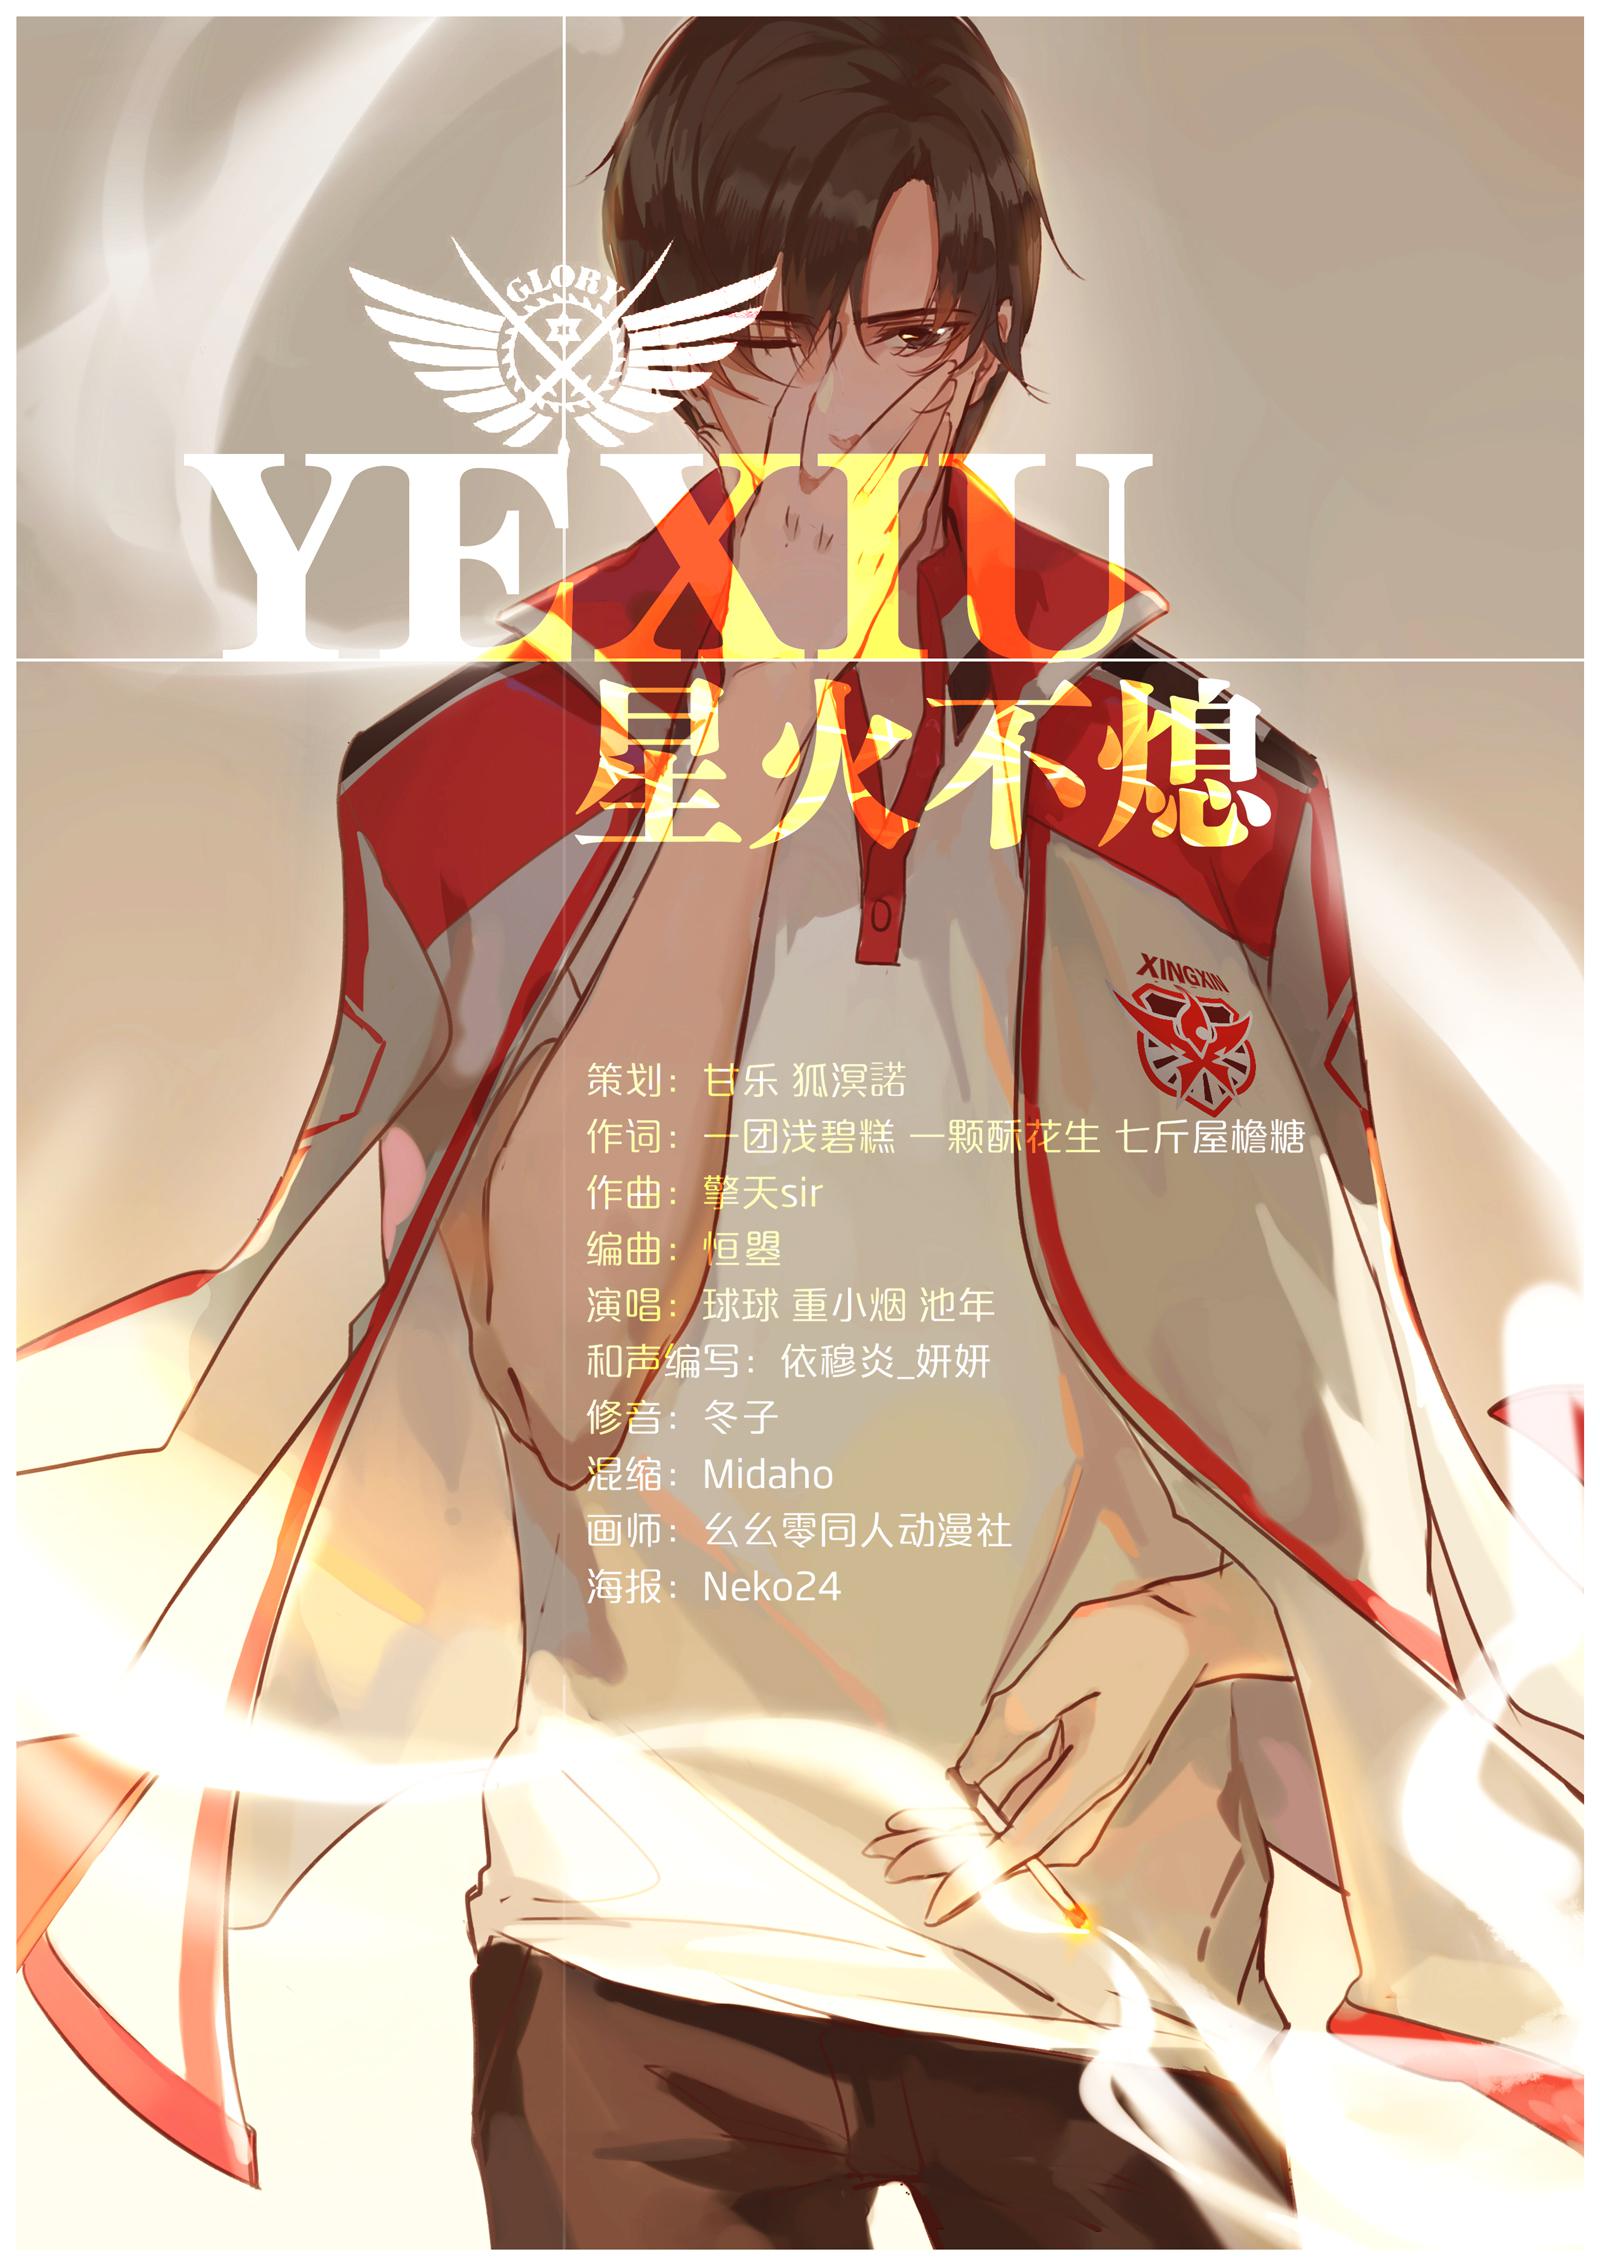 GLORY
YEXIU
星火不熄
XINGXIN
策划：甘乐 狐溟諾
作词：一团浅碧糕 一颗酥花生 七斤屋檐糖
作曲：擎天sir
编曲：恒曌
演唱：球球 重小烟 池年
和声编写：依穆炎_妍妍
修音：冬子
混缩：Midaho
画师：幺幺零同人动漫社
海报：Neko24